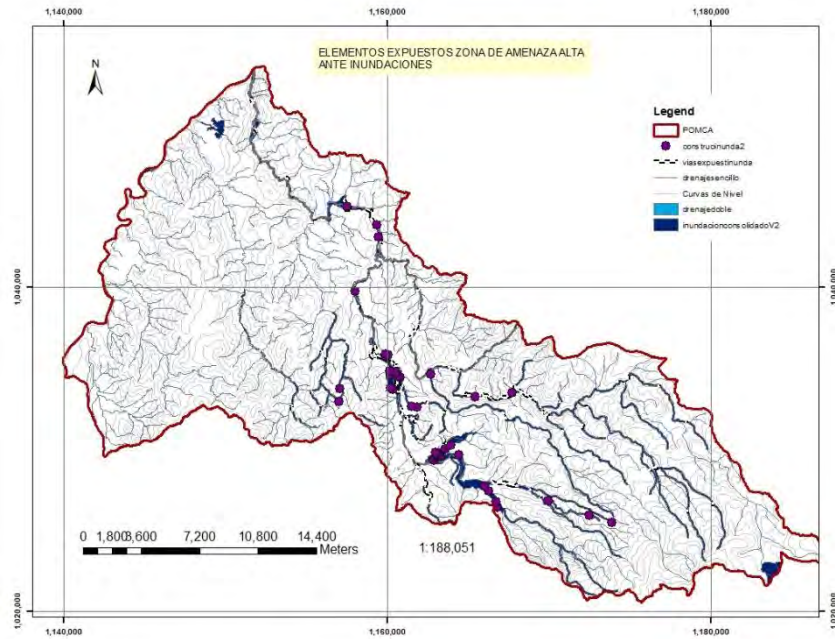 1,140,000 1,160,000 1,180,000
ELEMENTOS EXPUESTOS ZONA DE AMENAZA ALTA
ANTE INUNDACIONES
N
Legend
POMCA
construcinunda2
viasexpuestinunda
drenajesencillo
Curvas de Nivel
drenajedoble
inundacionconsolidadoV2
1,040,000 1,040,000
0 1,800 3,600 7,200 10,800 14,400
Meters
1:188,051
1,020,000 1,020,000
1,140,000 1,160,000 1,180,000